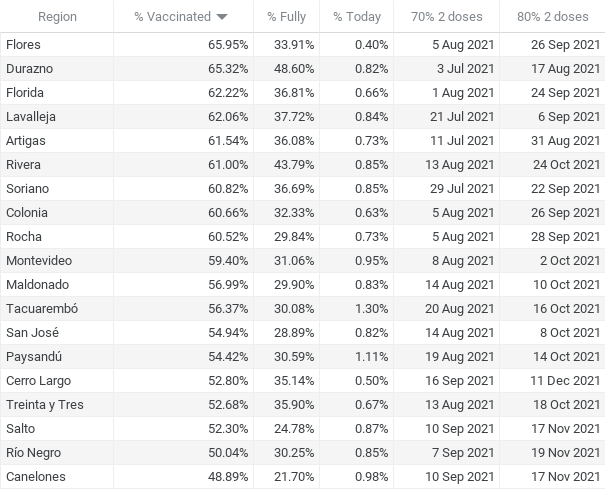 Region % Vaccinated % Fully % Today 70% 2 doses 80% 2 doses
Flores 65.95% 33.91% 0.40% 5 Aug 2021 26 Sep 2021
Durazno 65.32% 48.60% 0.82% 3 Jul 2021 17 Aug 2021
Florida 62.22% 36.81% 0.66% 1 Aug 2021 24 Sep 2021
Lavalleja 62.06% 37.72% 0.84% 21 Jul 2021 6 Sep 2021
Artigas 61.54% 36.08% 0.73% 11 Jul 2021 31 Aug 2021
Rivera 61.00% 43.79% 0.85% 13 Aug 2021 24 Oct 2021
Soriano 60.82% 36.69% 0.85% 29 Jul 2021 22 Sep 2021
Colonia 60.66% 32.33% 0.63% 5 Aug 2021 26 Sep 2021
Rocha 60.52% 29.84% 0.73% 5 Aug 2021 28 Sep 2021
Montevideo 59.40% 31.06% 0.95% 8 Aug 2021 2 Oct 2021
Maldonado 56.99% 29.90% 0.83% 14 Aug 2021 10 Oct 2021
Tacuarembó 56.37% 30.08% 1.30% 20 Aug 2021 16 Oct 2021
San José 54.94% 28.89% 0.82% 14 Aug 2021 8 Oct 2021
Paysandú 54.42% 30.59% 1.11% 19 Aug 2021 14 Oct 2021
Cerro Largo 52.80% 35.14% 0.50% 16 Sep 2021 11 Dec 2021
Treinta y Tres 52.68% 35.90% 0.67% 13 Aug 2021 18 Oct 2021
Salto 52.30% 24.78% 0.87% 10 Sep 2021 17 Nov 2021
Río Negro 50.04% 30.25% 0.85% 7 Sep 2021 19 Nov 2021
Canelones 48.89% 21.70% 0.98% 10 Sep 2021 17 Nov 2021